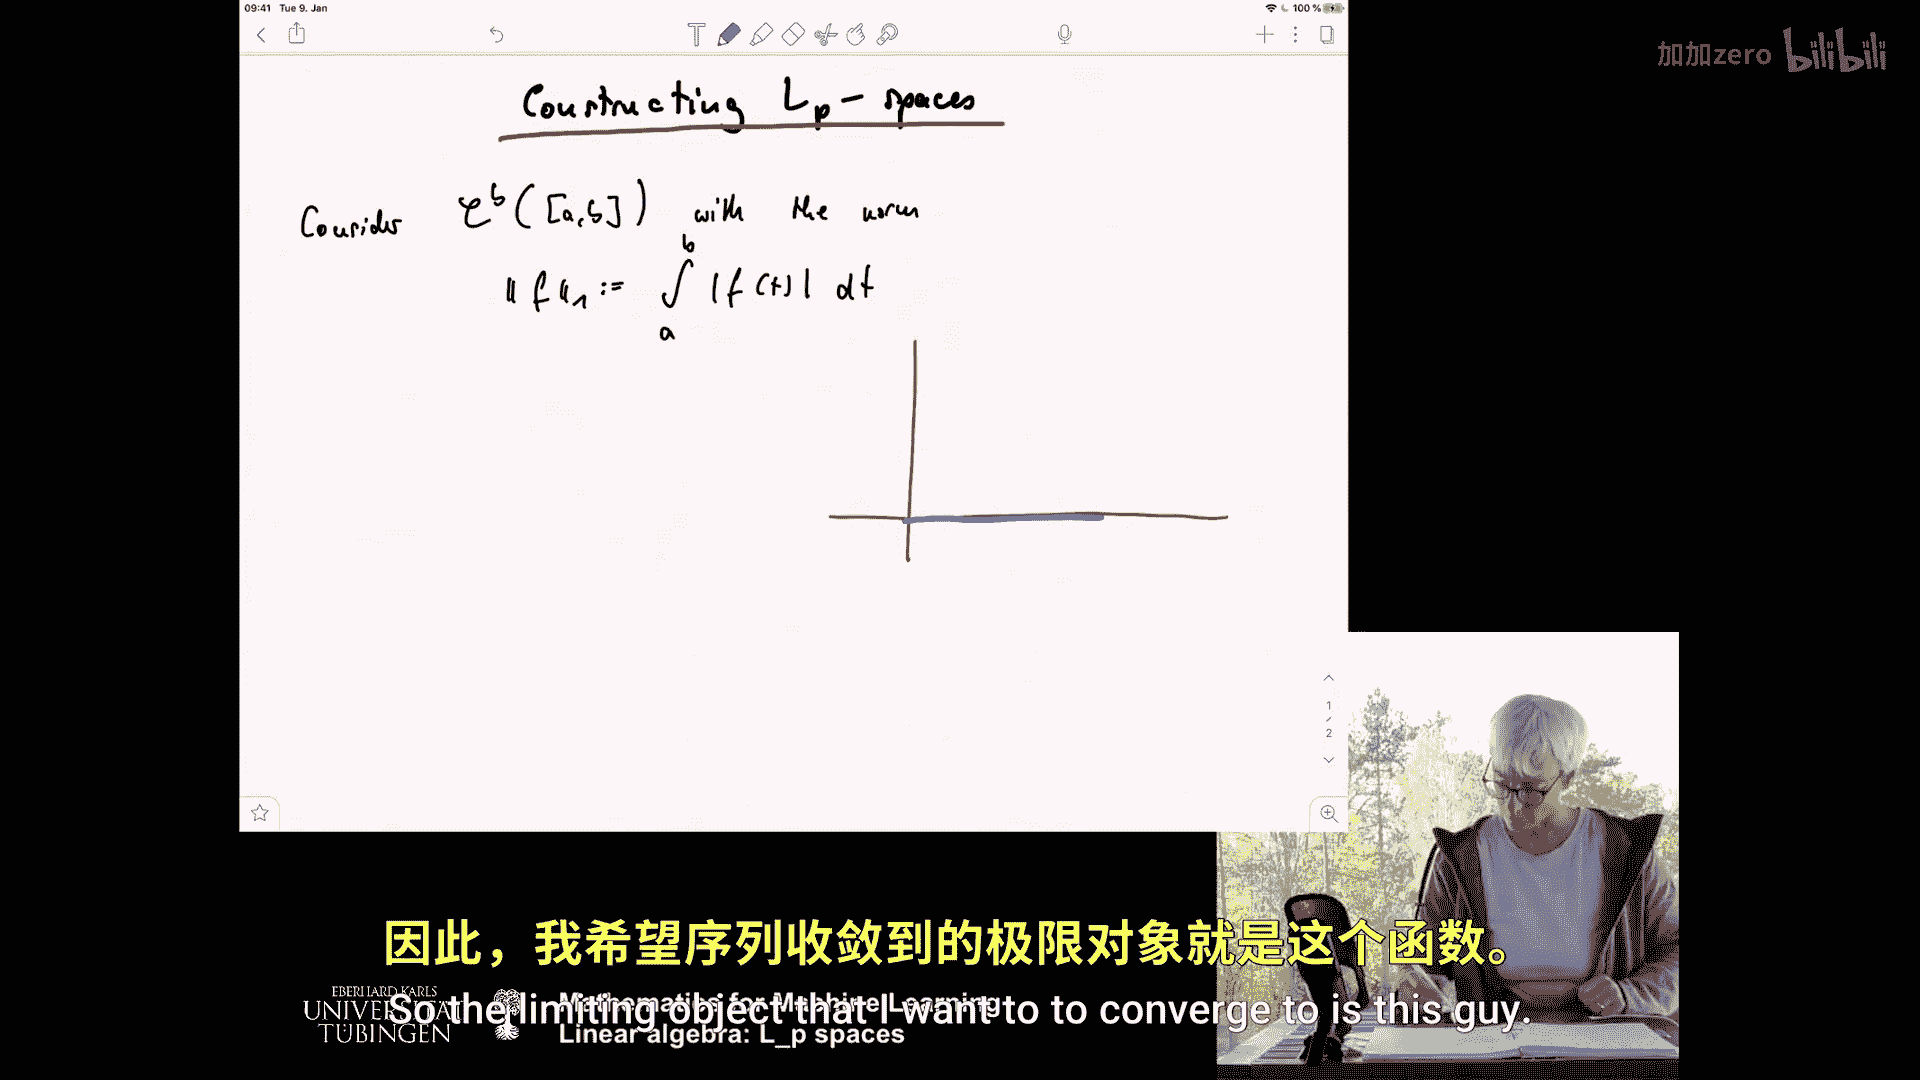 09:41 Tue 9. Jan
100 %
加加zero bilibili
Constructing L_p - spaces
Consider 𝒞^b([a,b]) with the norm
‖f‖_1 := ∫_a^b |f(t)| dt
1
/
2
因此，我希望序列收敛到的极限对象就是这个函数。
So the limiting object that I want to to converge to is this guy.
EBERHARD KARLS
UNIVERSITÄT
TÜBINGEN
Mathematics for Machine Learning
Linear algebra: L_p spaces